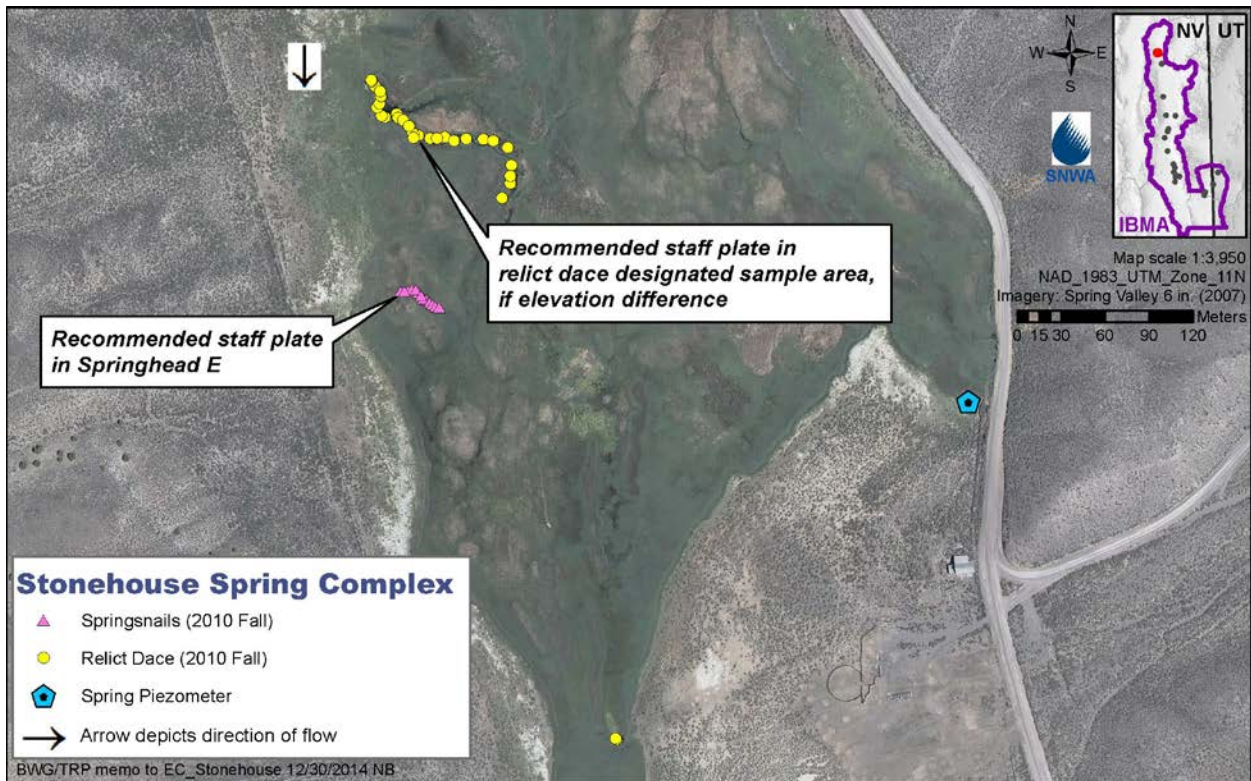 N
W E
S
NV UT
IBMA
SNWA
Map scale 1:3,950
NAD_1983_UTM_Zone_11N
Imagery: Spring Valley 6 in. (2007)
Meters
0 15 30 60 90 120
Recommended staff plate in
relict dace designated sample area,
if elevation difference
Recommended staff plate
in Springhead E
Stonehouse Spring Complex
Springsnails (2010 Fall)
Relict Dace (2010 Fall)
Spring Piezometer
Arrow depicts direction of flow
BWG/TRP memo to EC_Stonehouse 12/30/2014 NB